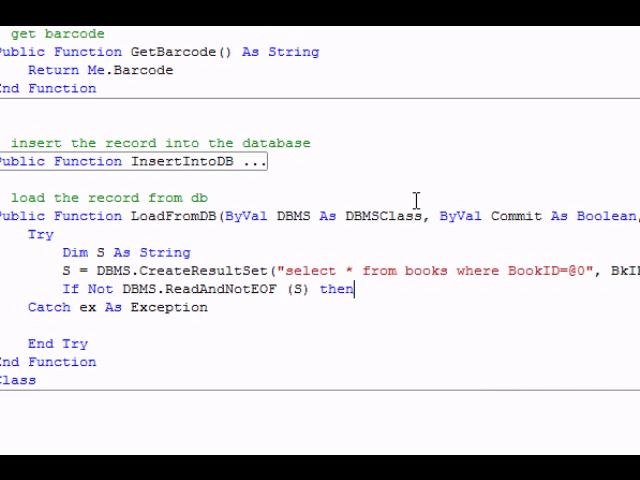 get barcode
Public Function GetBarcode() As String
Return Me.Barcode
End Function
insert the record into the database
Public Function InsertIntoDB ...
load the record from db
Public Function LoadFromDB(ByVal DBMS As DBMSClass, ByVal Commit As Boolean,
Try
Dim S As String
S = DBMS.CreateResultSet("select * from books where BookID=@0", BkI
If Not DBMS.ReadAndNotEOF (S) then
Catch ex As Exception
End Try
End Function
Class